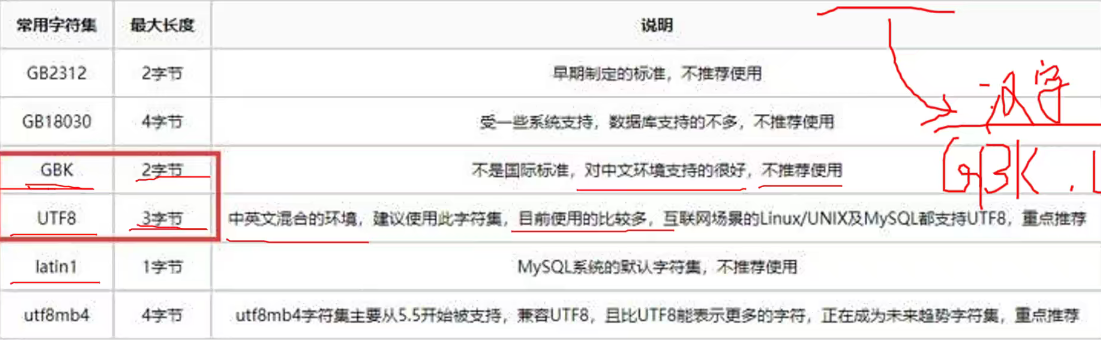 常用字符集 最大长度 说明
GB2312 2字节 早期制定的标准，不推荐使用
GB18030 4字节 受一些系统支持，数据库支持的不多，不推荐使用
汉字
GBK 2字节 不是国际标准，对中文环境支持的很好，不推荐使用
GBK .
UTF8 3字节 中英文混合的环境，建议使用此字符集，目前使用的比较多，互联网场景的Linux/UNIX及MySQL都支持UTF8，重点推荐
latin1 1字节 MySQL系统的默认字符集，不推荐使用
utf8mb4 4字节 utf8mb4字符集主要从5.5开始被支持，兼容UTF8，且比UTF8能表示更多的字符，正在成为未来趋势字符集，重点推荐